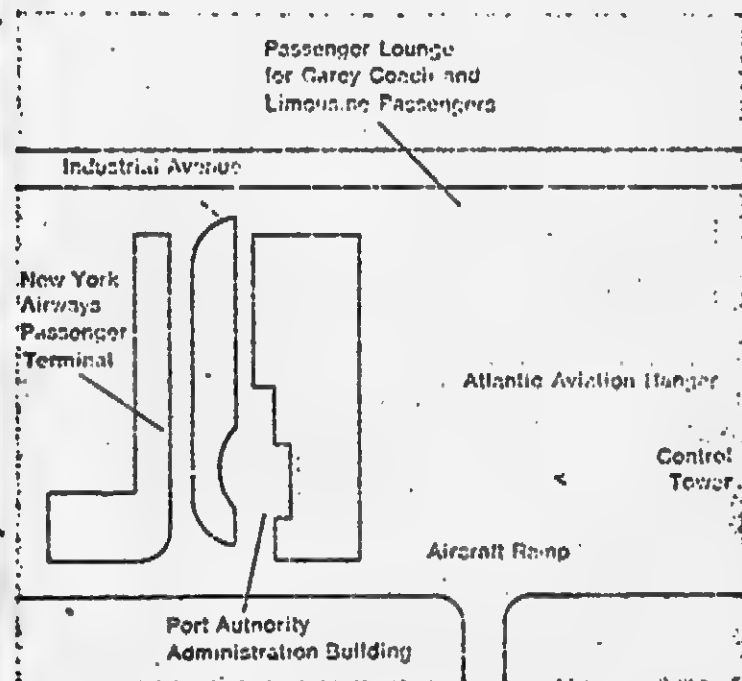 Passenger Lounge
for Carey Coach and
Limousine Passengers
Industrial Avenue
New York
Airways
Passenger
Terminal
Atlantic Aviation Hangar
Control
Tower
Aircraft Ramp
Port Authority
Administration Building